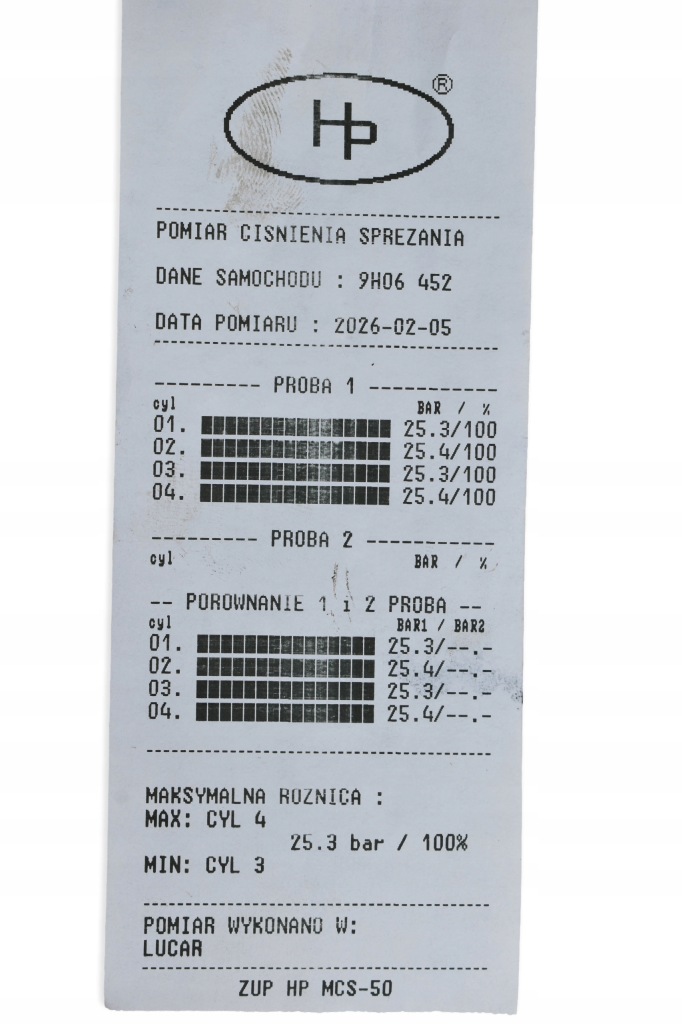 HP ®
POMIAR CISNIENIA SPREZANIA
DANE SAMOCHODU : 9H06 452
DATA POMIARU : 2026-02-05
--------- PROBA 1 -----------
cyl BAR / %
01. 25.3/100
02. 25.4/100
03. 25.3/100
04. 25.4/100
--------- PROBA 2 -----------
cyl BAR / %
-- POROWNANIE 1 i 2 PROBA --
cyl BAR1 / BAR2
01. 25.3/--.-
02. 25.4/--.-
03. 25.3/--.-
04. 25.4/--.-
MAKSYMALNA ROZNICA :
MAX: CYL 4
25.3 bar / 100%
MIN: CYL 3
POMIAR WYKONANO W:
LUCAR
ZUP HP MCS-50